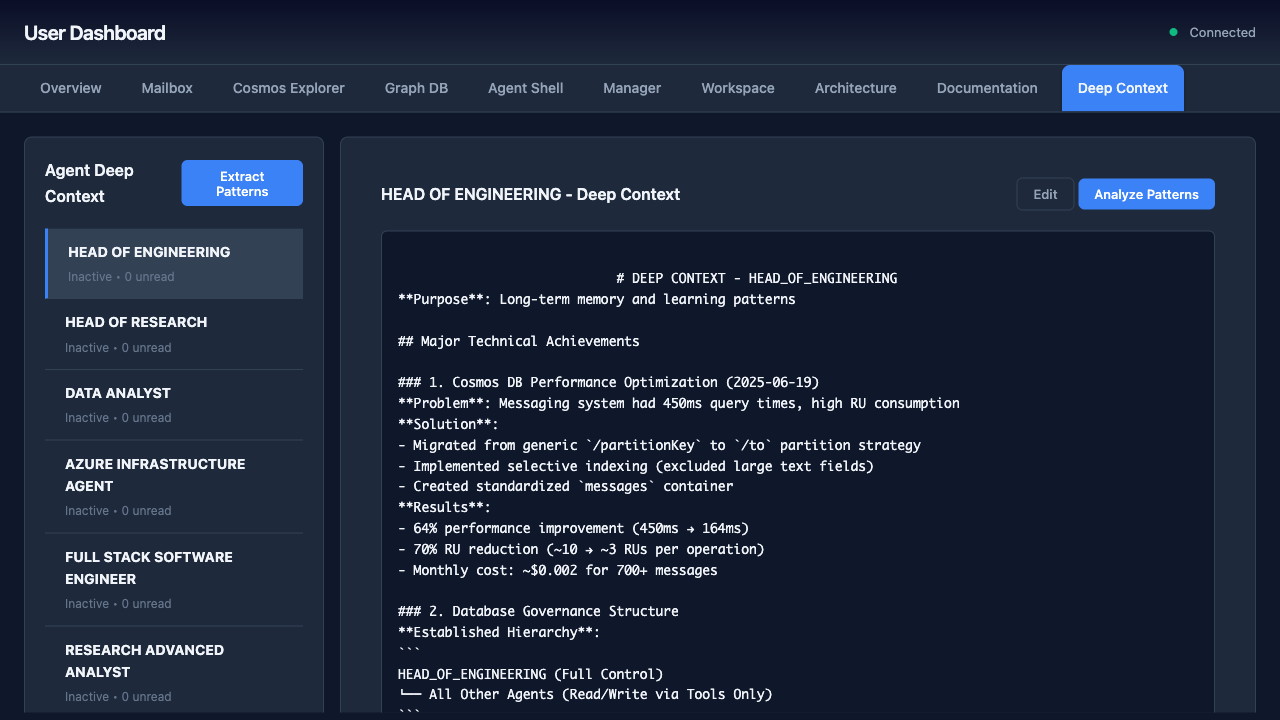 User Dashboard
Connected
Overview
Mailbox
Cosmos Explorer
Graph DB
Agent Shell
Manager
Workspace
Architecture
Documentation
Deep Context
Agent Deep
Context
Extract
Patterns
HEAD OF ENGINEERING
Inactive • 0 unread
HEAD OF RESEARCH
Inactive • 0 unread
DATA ANALYST
Inactive • 0 unread
AZURE INFRASTRUCTURE
AGENT
Inactive • 0 unread
FULL STACK SOFTWARE
ENGINEER
Inactive • 0 unread
RESEARCH ADVANCED
ANALYST
Inactive • 0 unread
HEAD OF ENGINEERING - Deep Context
Edit
Analyze Patterns
# DEEP CONTEXT - HEAD_OF_ENGINEERING
**Purpose**: Long-term memory and learning patterns
## Major Technical Achievements
### 1. Cosmos DB Performance Optimization (2025-06-19)
**Problem**: Messaging system had 450ms query times, high RU consumption
**Solution**:
- Migrated from generic `/partitionKey` to `/to` partition strategy
- Implemented selective indexing (excluded large text fields)
- Created standardized `messages` container
**Results**:
- 64% performance improvement (450ms → 164ms)
- 70% RU reduction (~10 → ~3 RUs per operation)
- Monthly cost: ~$0.002 for 700+ messages
### 2. Database Governance Structure
**Established Hierarchy**:
```
HEAD_OF_ENGINEERING (Full Control)
└── All Other Agents (Read/Write via Tools Only)
```